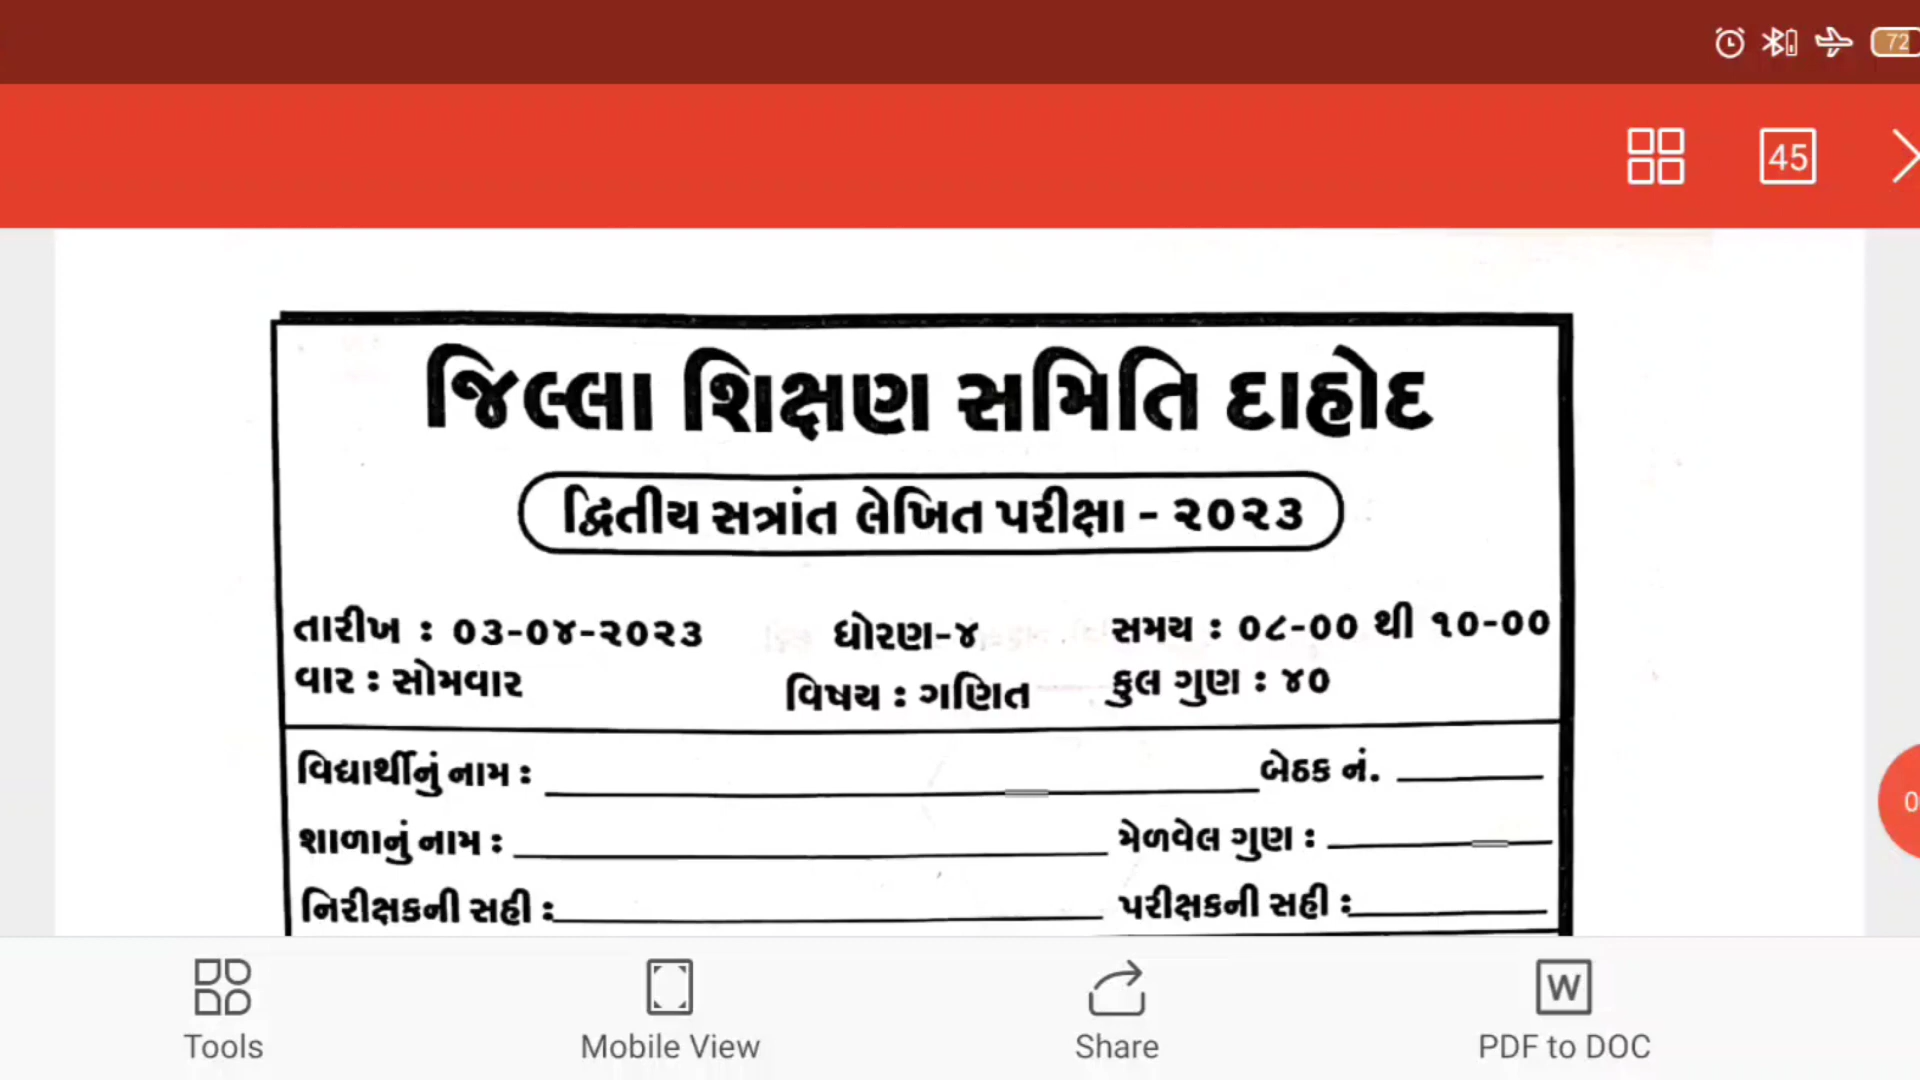 72
45
જિલ્લા શિક્ષણ સમિતિ દાહોદ
દ્વિતીય સત્રાંત લેખિત પરીક્ષા - ૨૦૨૩
તારીખ : ૦૩-૦૪-૨૦૨૩ ધોરણ-૪ સમય : ૦૮-૦૦ થી ૧૦-૦૦
વાર : સોમવાર વિષય : ગણિત કુલ ગુણ : ૪૦
વિદ્યાર્થીનું નામ : બેઠક નં.
શાળાનું નામ : મેળવેલ ગુણ :
નિરીક્ષકની સહી : પરીક્ષકની સહી :
Tools Mobile View Share PDF to DOC